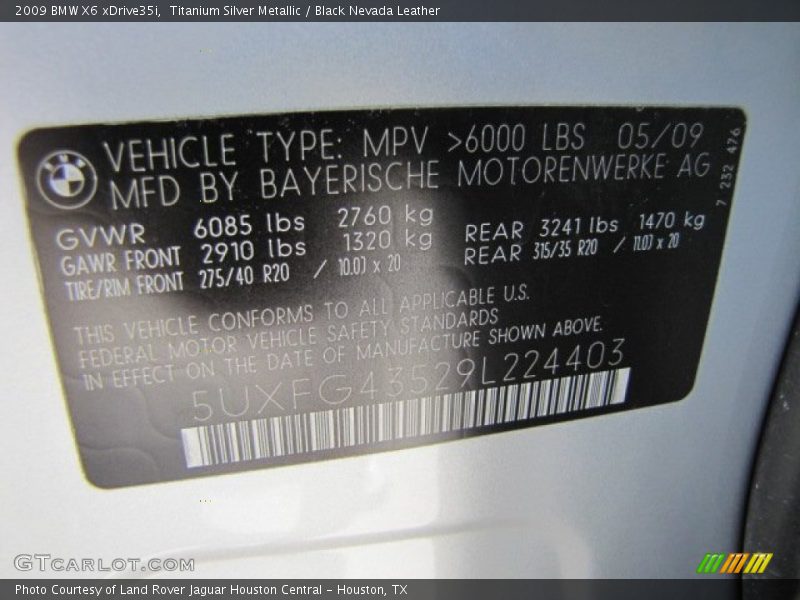 2009 BMW X6 xDrive35i,  Titanium Silver Metallic / Black Nevada Leather
VEHICLE TYPE: MPV >6000 LBS 05/09
MFD BY BAYERISCHE MOTORENWERKE AG
7 232 476
GVWR 6085 lbs 2760 kg
GAWR FRONT 2910 lbs 1320 kg REAR 3241 lbs 1470 kg
TIRE/RIM FRONT 275/40 R20 / 10.0J x 20 REAR 315/35 R20 / 11.0J x 20
THIS VEHICLE CONFORMS TO ALL APPLICABLE U.S.
FEDERAL MOTOR VEHICLE SAFETY STANDARDS
IN EFFECT ON THE DATE OF MANUFACTURE SHOWN ABOVE.
5UXFG43529L224403
GTcarlot.com
Photo Courtesy of Land Rover Jaguar Houston Central - Houston, TX